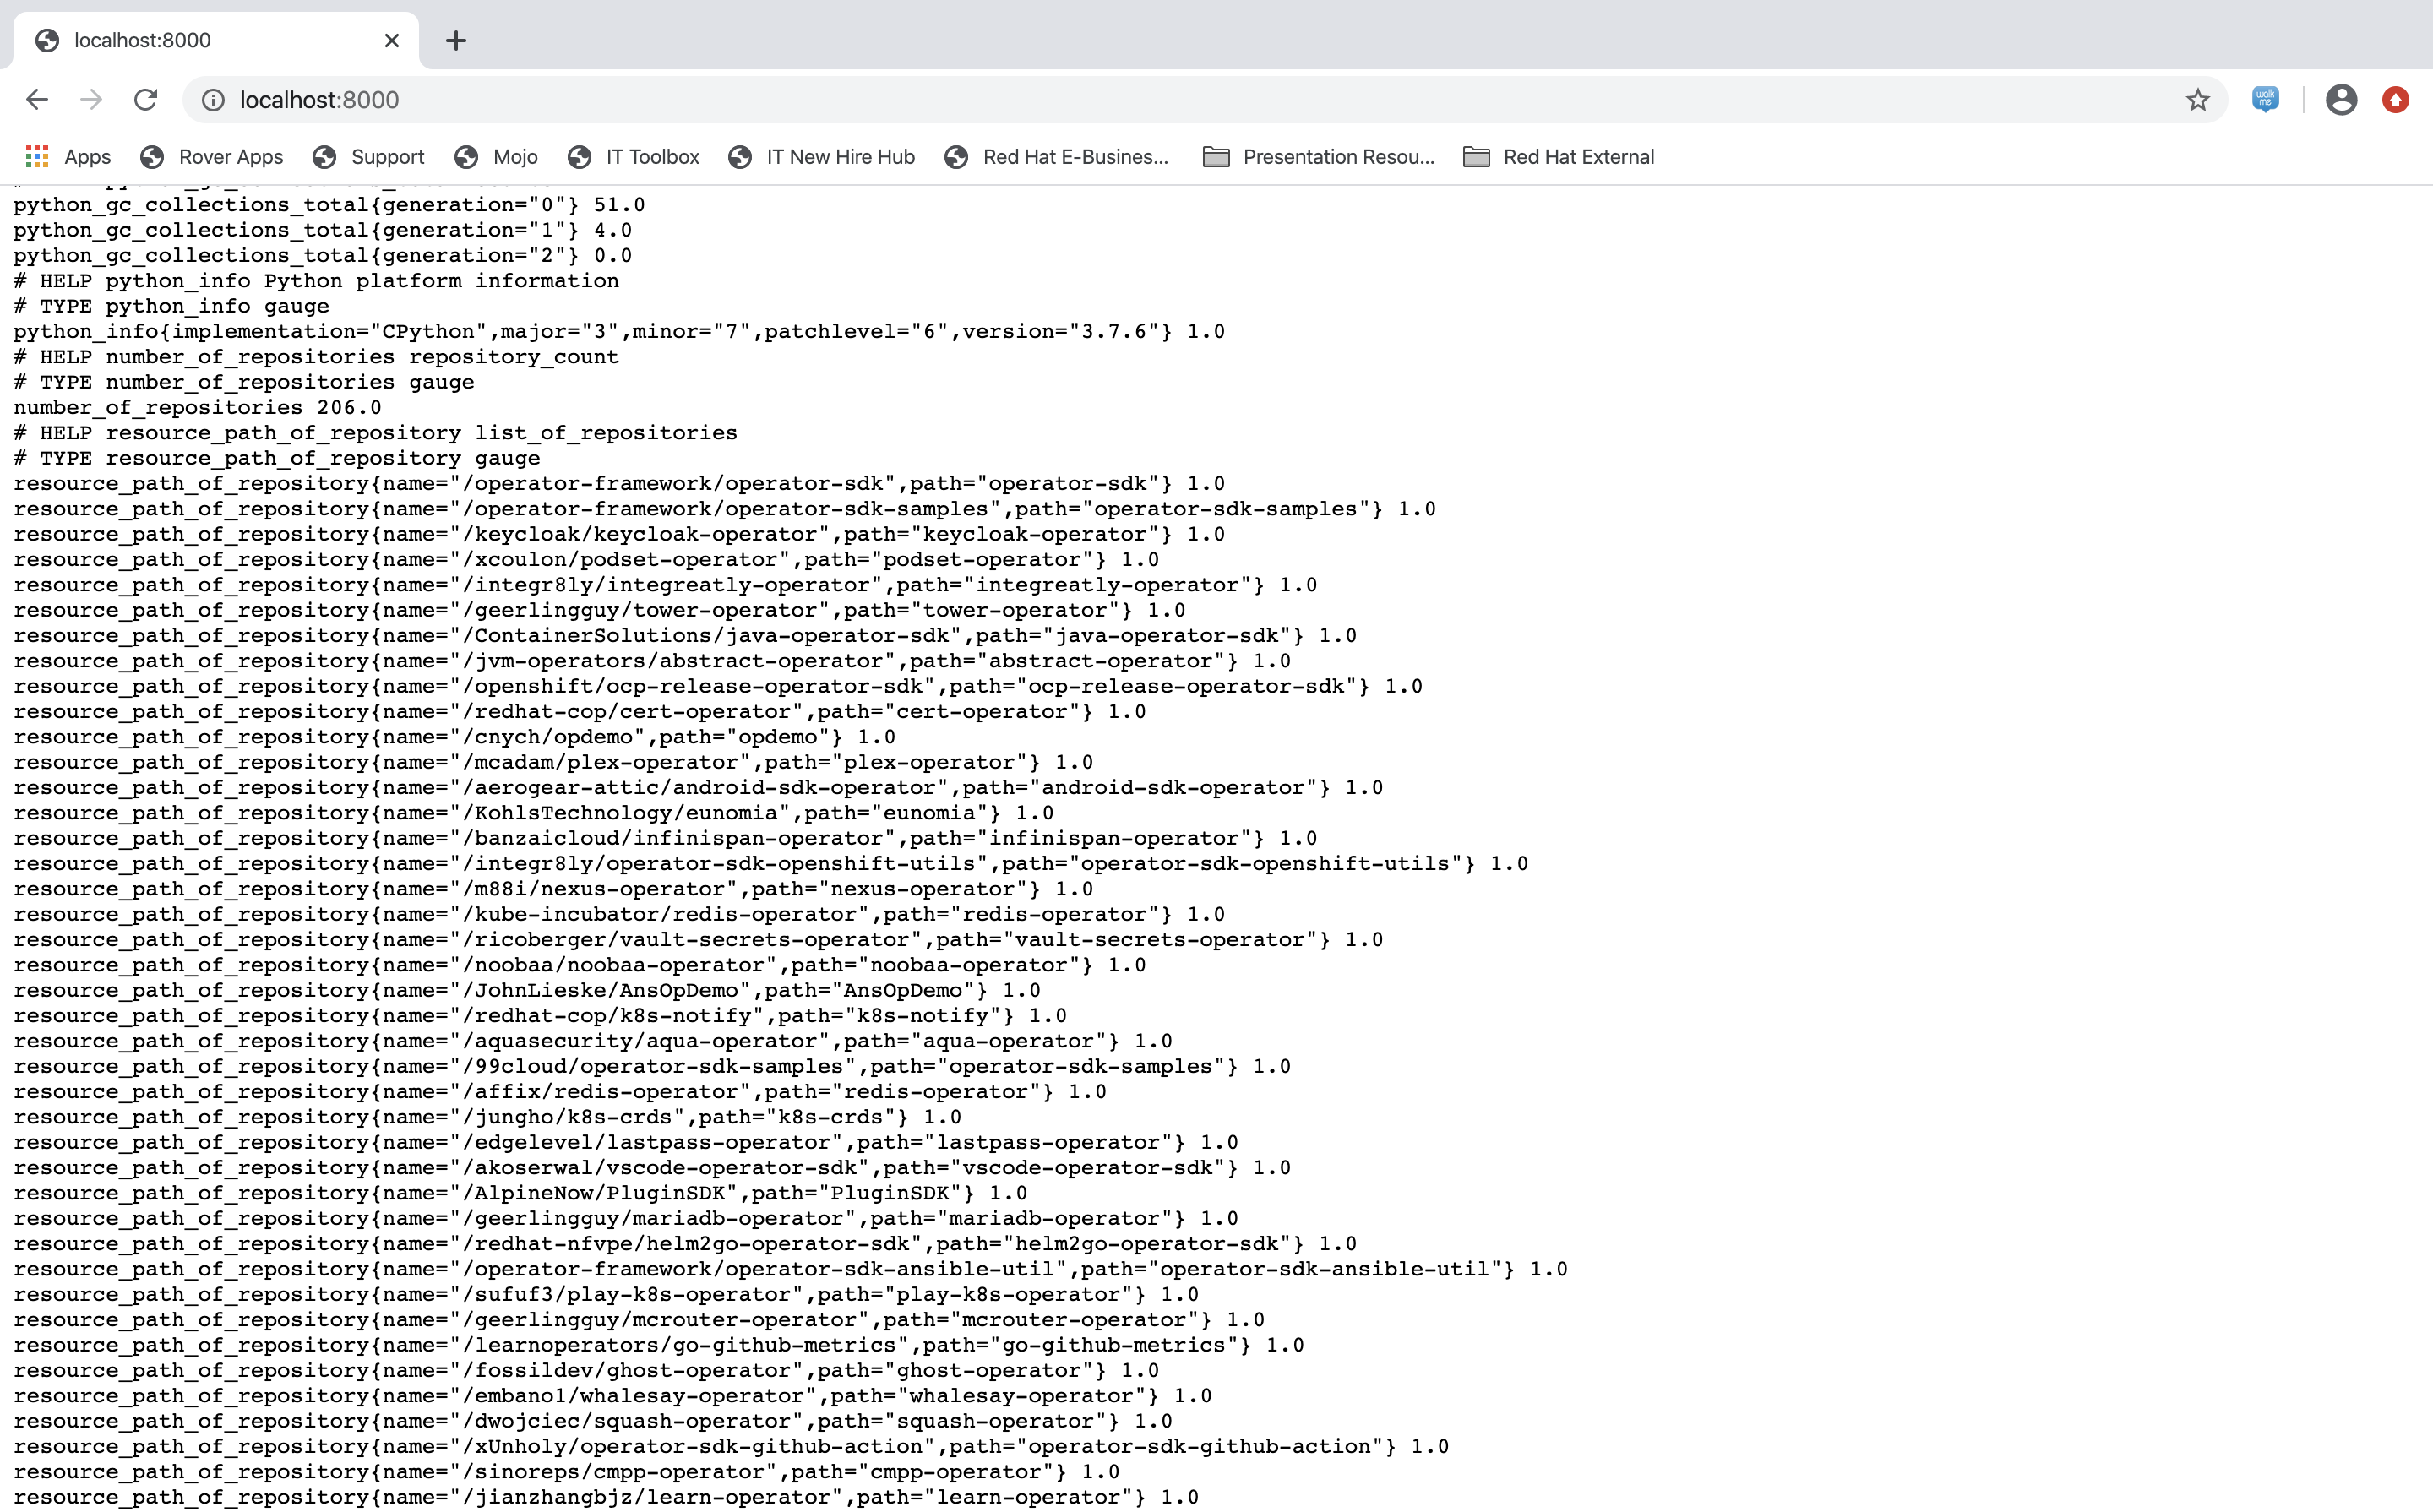 localhost:8000
localhost:8000
walk me
Apps Rover Apps Support Mojo IT Toolbox IT New Hire Hub Red Hat E-Busines... Presentation Resou... Red Hat External
python_gc_collections_total{generation="0"} 51.0
python_gc_collections_total{generation="1"} 4.0
python_gc_collections_total{generation="2"} 0.0
# HELP python_info Python platform information
# TYPE python_info gauge
python_info{implementation="CPython",major="3",minor="7",patchlevel="6",version="3.7.6"} 1.0
# HELP number_of_repositories repository_count
# TYPE number_of_repositories gauge
number_of_repositories 206.0
# HELP resource_path_of_repository list_of_repositories
# TYPE resource_path_of_repository gauge
resource_path_of_repository{name="/operator-framework/operator-sdk",path="operator-sdk"} 1.0
resource_path_of_repository{name="/operator-framework/operator-sdk-samples",path="operator-sdk-samples"} 1.0
resource_path_of_repository{name="/keycloak/keycloak-operator",path="keycloak-operator"} 1.0
resource_path_of_repository{name="/xcoulon/podset-operator",path="podset-operator"} 1.0
resource_path_of_repository{name="/integr8ly/integreatly-operator",path="integreatly-operator"} 1.0
resource_path_of_repository{name="/geerlingguy/tower-operator",path="tower-operator"} 1.0
resource_path_of_repository{name="/ContainerSolutions/java-operator-sdk",path="java-operator-sdk"} 1.0
resource_path_of_repository{name="/jvm-operators/abstract-operator",path="abstract-operator"} 1.0
resource_path_of_repository{name="/openshift/ocp-release-operator-sdk",path="ocp-release-operator-sdk"} 1.0
resource_path_of_repository{name="/redhat-cop/cert-operator",path="cert-operator"} 1.0
resource_path_of_repository{name="/cnych/opdemo",path="opdemo"} 1.0
resource_path_of_repository{name="/mcadam/plex-operator",path="plex-operator"} 1.0
resource_path_of_repository{name="/aerogear-attic/android-sdk-operator",path="android-sdk-operator"} 1.0
resource_path_of_repository{name="/KohlsTechnology/eunomia",path="eunomia"} 1.0
resource_path_of_repository{name="/banzaicloud/infinispan-operator",path="infinispan-operator"} 1.0
resource_path_of_repository{name="/integr8ly/operator-sdk-openshift-utils",path="operator-sdk-openshift-utils"} 1.0
resource_path_of_repository{name="/m88i/nexus-operator",path="nexus-operator"} 1.0
resource_path_of_repository{name="/kube-incubator/redis-operator",path="redis-operator"} 1.0
resource_path_of_repository{name="/ricoberger/vault-secrets-operator",path="vault-secrets-operator"} 1.0
resource_path_of_repository{name="/noobaa/noobaa-operator",path="noobaa-operator"} 1.0
resource_path_of_repository{name="/JohnLieske/AnsOpDemo",path="AnsOpDemo"} 1.0
resource_path_of_repository{name="/redhat-cop/k8s-notify",path="k8s-notify"} 1.0
resource_path_of_repository{name="/aquasecurity/aqua-operator",path="aqua-operator"} 1.0
resource_path_of_repository{name="/99cloud/operator-sdk-samples",path="operator-sdk-samples"} 1.0
resource_path_of_repository{name="/affix/redis-operator",path="redis-operator"} 1.0
resource_path_of_repository{name="/jungho/k8s-crds",path="k8s-crds"} 1.0
resource_path_of_repository{name="/edgelevel/lastpass-operator",path="lastpass-operator"} 1.0
resource_path_of_repository{name="/akoserwal/vscode-operator-sdk",path="vscode-operator-sdk"} 1.0
resource_path_of_repository{name="/AlpineNow/PluginSDK",path="PluginSDK"} 1.0
resource_path_of_repository{name="/geerlingguy/mariadb-operator",path="mariadb-operator"} 1.0
resource_path_of_repository{name="/redhat-nfvpe/helm2go-operator-sdk",path="helm2go-operator-sdk"} 1.0
resource_path_of_repository{name="/operator-framework/operator-sdk-ansible-util",path="operator-sdk-ansible-util"} 1.0
resource_path_of_repository{name="/sufuf3/play-k8s-operator",path="play-k8s-operator"} 1.0
resource_path_of_repository{name="/geerlingguy/mcrouter-operator",path="mcrouter-operator"} 1.0
resource_path_of_repository{name="/learnoperators/go-github-metrics",path="go-github-metrics"} 1.0
resource_path_of_repository{name="/fossildev/ghost-operator",path="ghost-operator"} 1.0
resource_path_of_repository{name="/embano1/whalesay-operator",path="whalesay-operator"} 1.0
resource_path_of_repository{name="/dwojciec/squash-operator",path="squash-operator"} 1.0
resource_path_of_repository{name="/xUnholy/operator-sdk-github-action",path="operator-sdk-github-action"} 1.0
resource_path_of_repository{name="/sinoreps/cmpp-operator",path="cmpp-operator"} 1.0
resource_path_of_repository{name="/jianzhangbjz/learn-operator",path="learn-operator"} 1.0